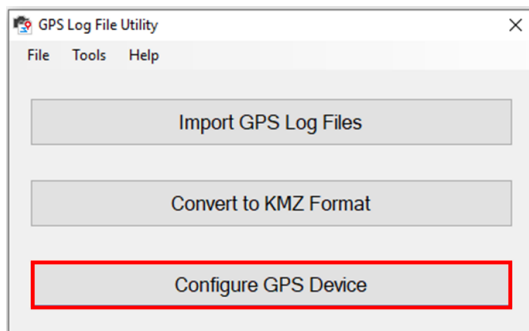 GPS Log File Utility
File Tools Help
Import GPS Log Files
Convert to KMZ Format
Configure GPS Device